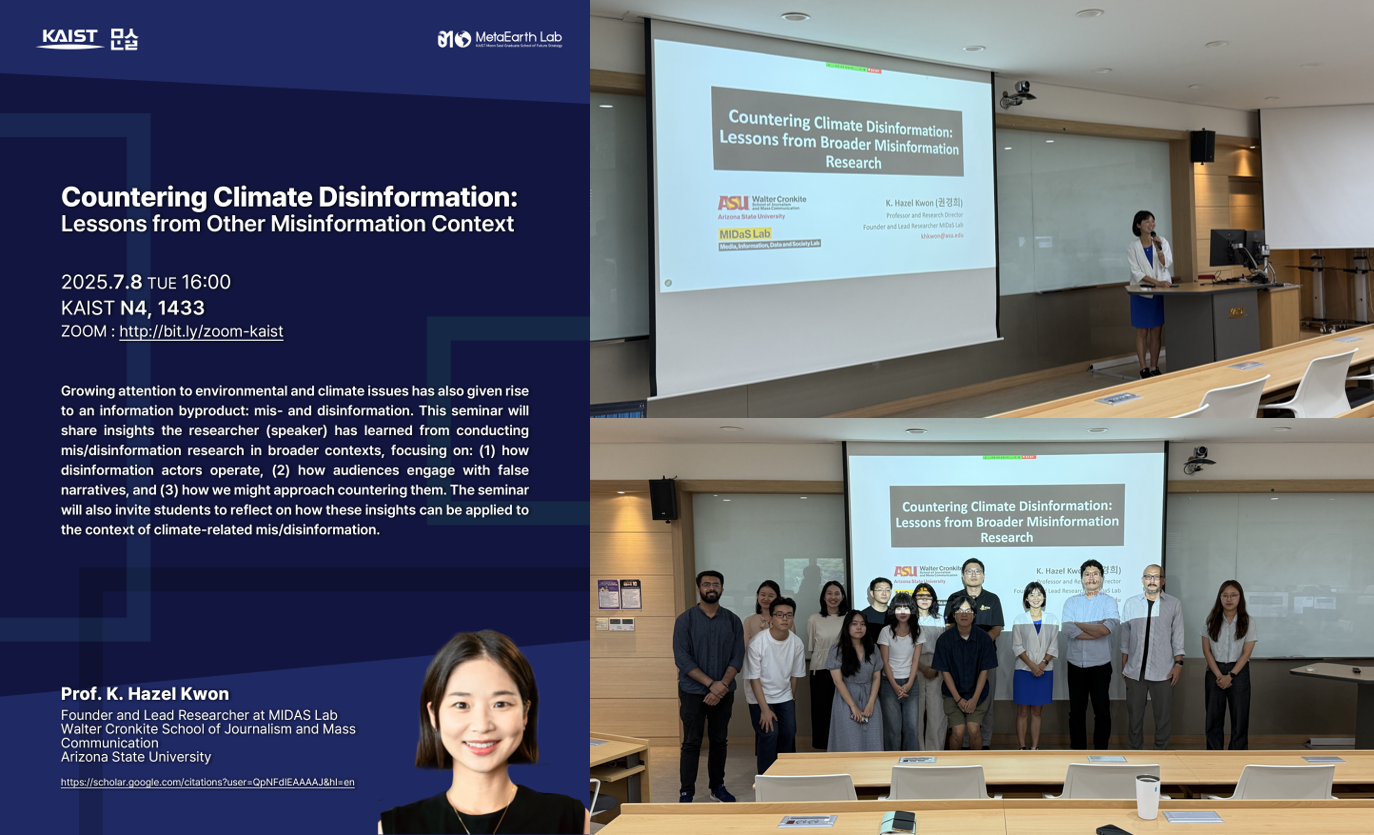 KAIST 문술
MetaEarth Lab
KAIST Moon Soul Graduate School of Future Strategy
Countering Climate Disinformation:
Lessons from Other Misinformation Context
2025.7.8 TUE 16:00
KAIST N4, 1433
ZOOM : http://bit.ly/zoom-kaist
Growing attention to environmental and climate issues has also given rise
to an information byproduct: mis- and disinformation. This seminar will
share insights the researcher (speaker) has learned from conducting
mis/disinformation research in broader contexts, focusing on: (1) how
disinformation actors operate, (2) how audiences engage with false
narratives, and (3) how we might approach countering them. The seminar
will also invite students to reflect on how these insights can be applied to
the context of climate-related mis/disinformation.
Prof. K. Hazel Kwon
Founder and Lead Researcher at MIDAS Lab
Walter Cronkite School of Journalism and Mass
Communication
Arizona State University
https://scholar.google.com/citations?user=QpNFdlEAAAAJ&hl=en
Countering Climate Disinformation:
Lessons from Broader Misinformation
Research
ASU Walter Cronkite
School of Journalism
and Mass Communication
Arizona State University
MIDaS Lab
Media, Information, Data and Society Lab
K. Hazel Kwon (권경희)
Professor and Research Director
Founder and Lead Researcher MIDaS Lab
khkwon@asu.edu
Countering Climate Disinformation:
Lessons from Broader Misinformation
Research
ASU Walter Cronkite
School of Journalism
and Mass Communication
Arizona State University
K. Hazel
Professor and